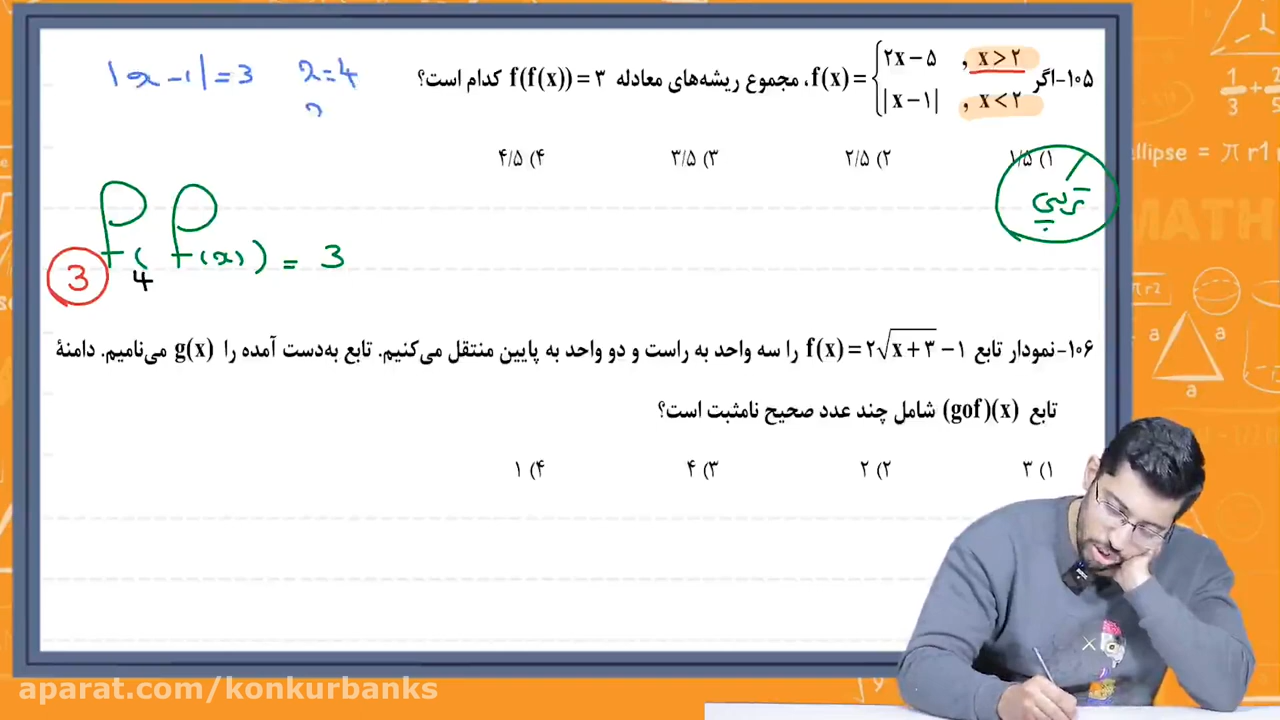 ۱۰۵-اگر f(x) = { ۲x − ۵ , x > ۲
|x − ۱| , x < ۲ ، مجموع ریشه‌های معادله f(f(x)) = ۳ کدام است؟
|x − 1| = 3 x = 4
۱) ۱/۵ ۲) ۲/۵ ۳) ۳/۵ ۴) ۴/۵
ترکیب
f(f(x)) = 3
3 4
۱۰۶-نمودار تابع f(x) = ۲√(x + ۳) − ۱ را سه واحد به راست و دو واحد به پایین منتقل می‌کنیم. تابع به‌دست آمده را g(x) می‌نامیم. دامنهٔ
تابع (gof)(x) شامل چند عدد صحیح نامثبت است؟
۱) ۳ ۲) ۲ ۳) ۴ ۴) ۱
ellipse = π r1 r
MATH
aparat.com/konkurbanks